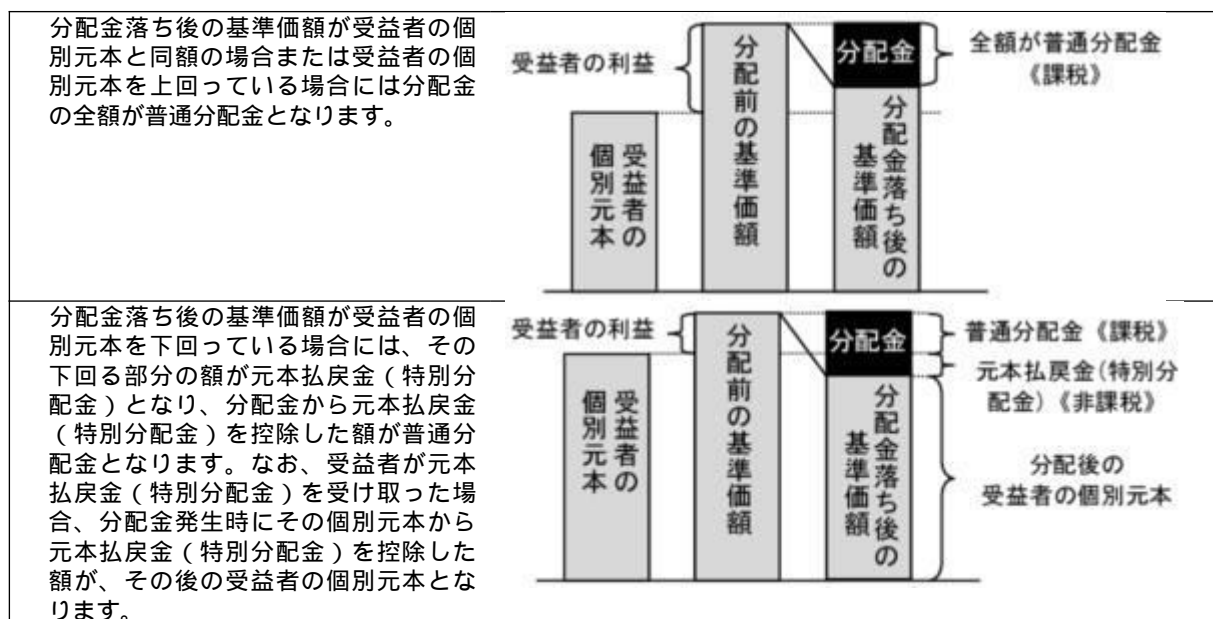 分配金落ち後の基準価額が受益者の個
別元本と同額の場合または受益者の個
別元本を上回っている場合には分配金
の全額が普通分配金となります。
受益者の利益
受益者の
個別元本
分配前の基準価額
分配金
分配金落ち後の
基準価額
全額が普通分配金
《課税》
分配金落ち後の基準価額が受益者の個
別元本を下回っている場合には、その
下回る部分の額が元本払戻金（特別分
配金）となり、分配金から元本払戻金
（特別分配金）を控除した額が普通分
配金となります。なお、受益者が元本
払戻金（特別分配金）を受け取った場
合、分配金発生時にその個別元本から
元本払戻金（特別分配金）を控除した
額が、その後の受益者の個別元本とな
ります。
受益者の利益
受益者の
個別元本
分配前の基準価額
分配金
分配金落ち後の
基準価額
普通分配金《課税》
元本払戻金(特別分
配金)《非課税》
分配後の
受益者の個別元本